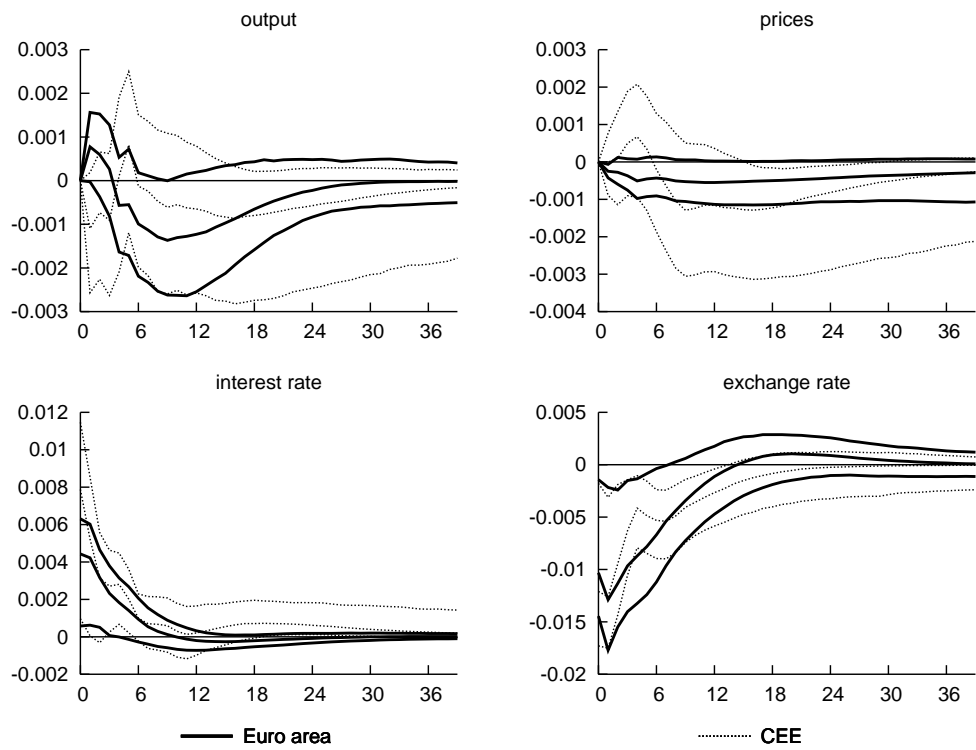 output
0.003
0.002
0.001
0
-0.001
-0.002
-0.003
0 6 12 18 24 30 36
prices
0.003
0.002
0.001
0
-0.001
-0.002
-0.003
-0.004
0 6 12 18 24 30 36
interest rate
0.012
0.01
0.008
0.006
0.004
0.002
0
-0.002
0 6 12 18 24 30 36
exchange rate
0.005
0
-0.005
-0.01
-0.015
-0.02
0 6 12 18 24 30 36
Euro area
CEE